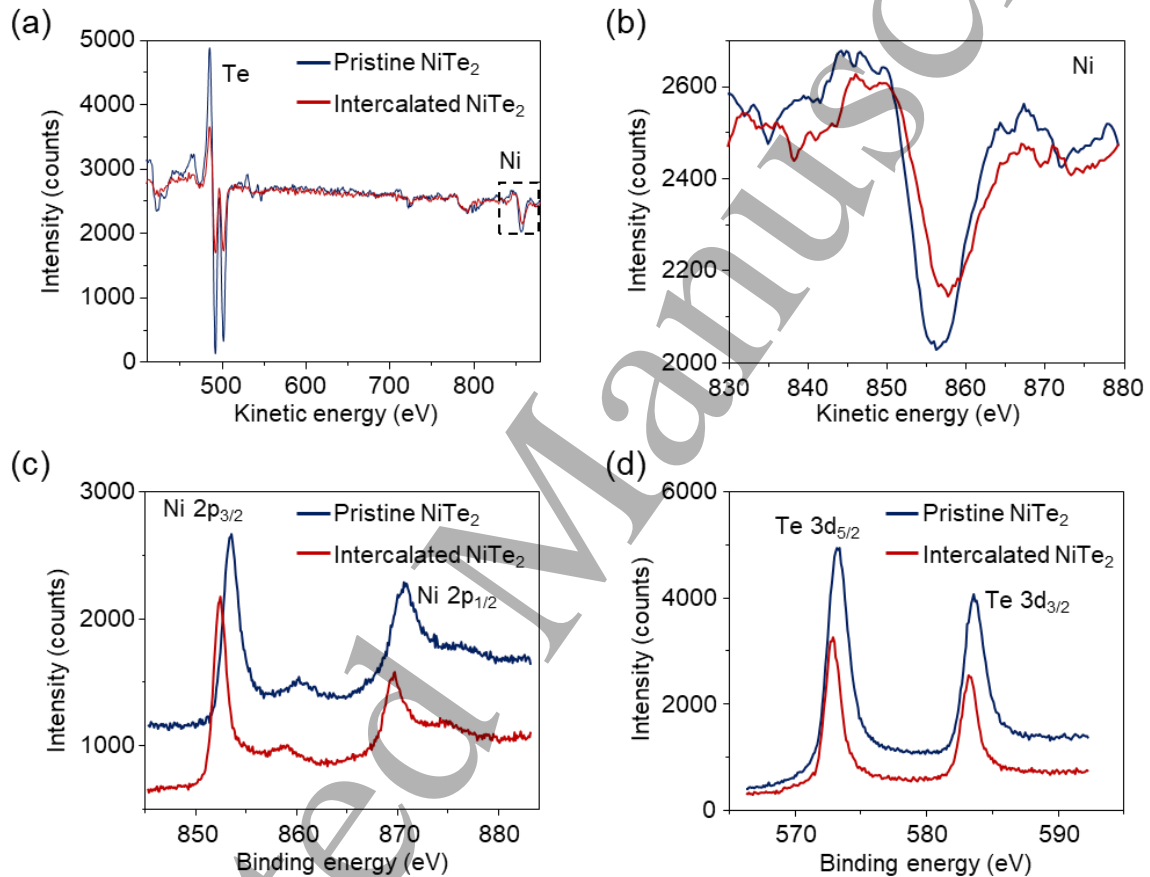 (a)
5000
4000
3000
2000
1000
0
Intensity (counts)
Te
Pristine NiTe₂
Intercalated NiTe₂
Ni
500 600 700 800
Kinetic energy (eV)
(b)
2600
2400
2200
2000
Intensity (counts)
Ni
830 840 850 860 870 880
Kinetic energy (eV)
(c)
3000
2000
1000
Intensity (counts)
Ni 2p₃/₂
Pristine NiTe₂
Intercalated NiTe₂
Ni 2p₁/₂
850 860 870 880
Binding energy (eV)
(d)
6000
4000
2000
0
Intensity (counts)
Te 3d₅/₂
Pristine NiTe₂
Intercalated NiTe₂
Te 3d₃/₂
570 580 590
Binding energy (eV)
ted Manuscr